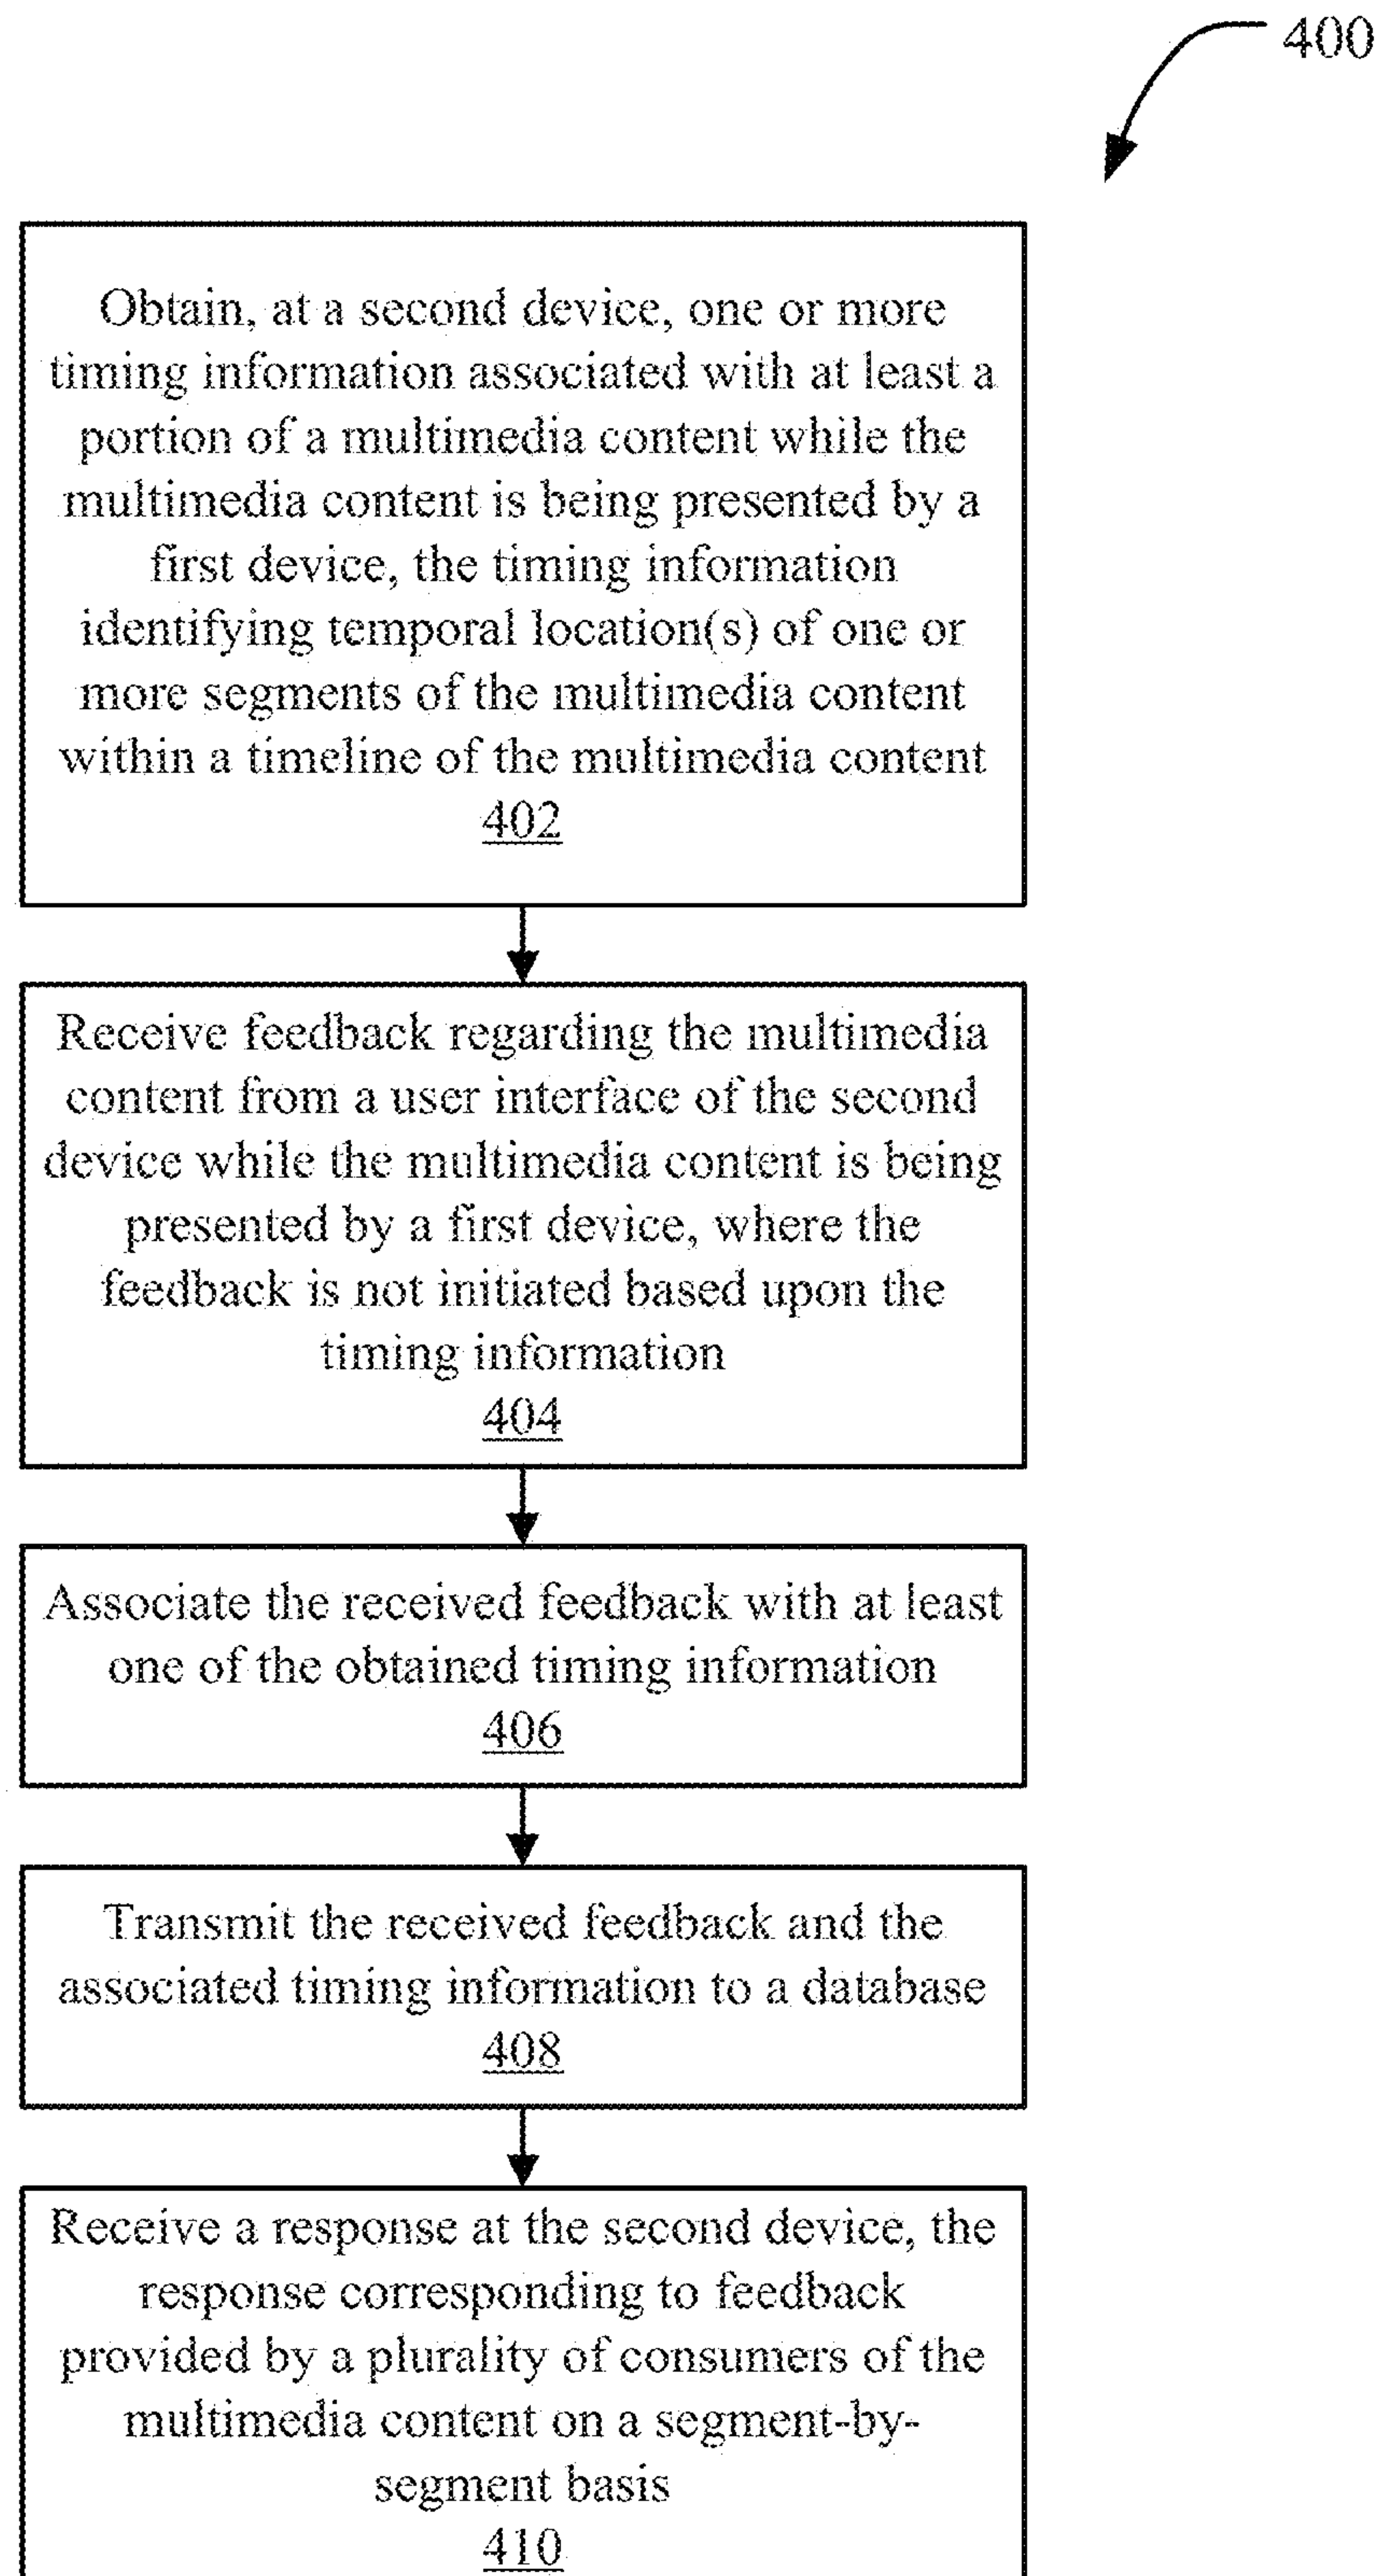 400
Obtain, at a second device, one or more
timing information associated with at least a
portion of a multimedia content while the
multimedia content is being presented by a
first device, the timing information
identifying temporal location(s) of one or
more segments of the multimedia content
within a timeline of the multimedia content
402
Receive feedback regarding the multimedia
content from a user interface of the second
device while the multimedia content is being
presented by a first device, where the
feedback is not initiated based upon the
timing information
404
Associate the received feedback with at least
one of the obtained timing information
406
Transmit the received feedback and the
associated timing information to a database
408
Receive a response at the second device, the
response corresponding to feedback
provided by a plurality of consumers of the
multimedia content on a segment-by-
segment basis
410